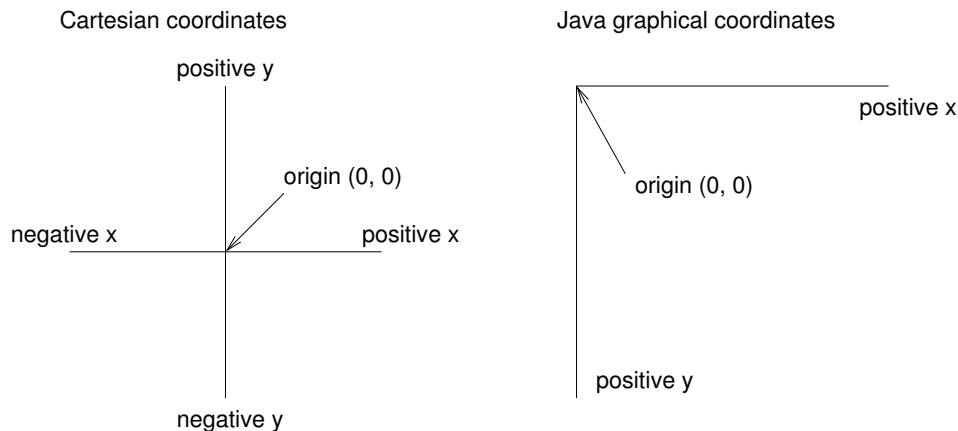 Cartesian coordinates
positive y
origin (0, 0)
negative x
positive x
negative y
Java graphical coordinates
positive x
origin (0, 0)
positive y